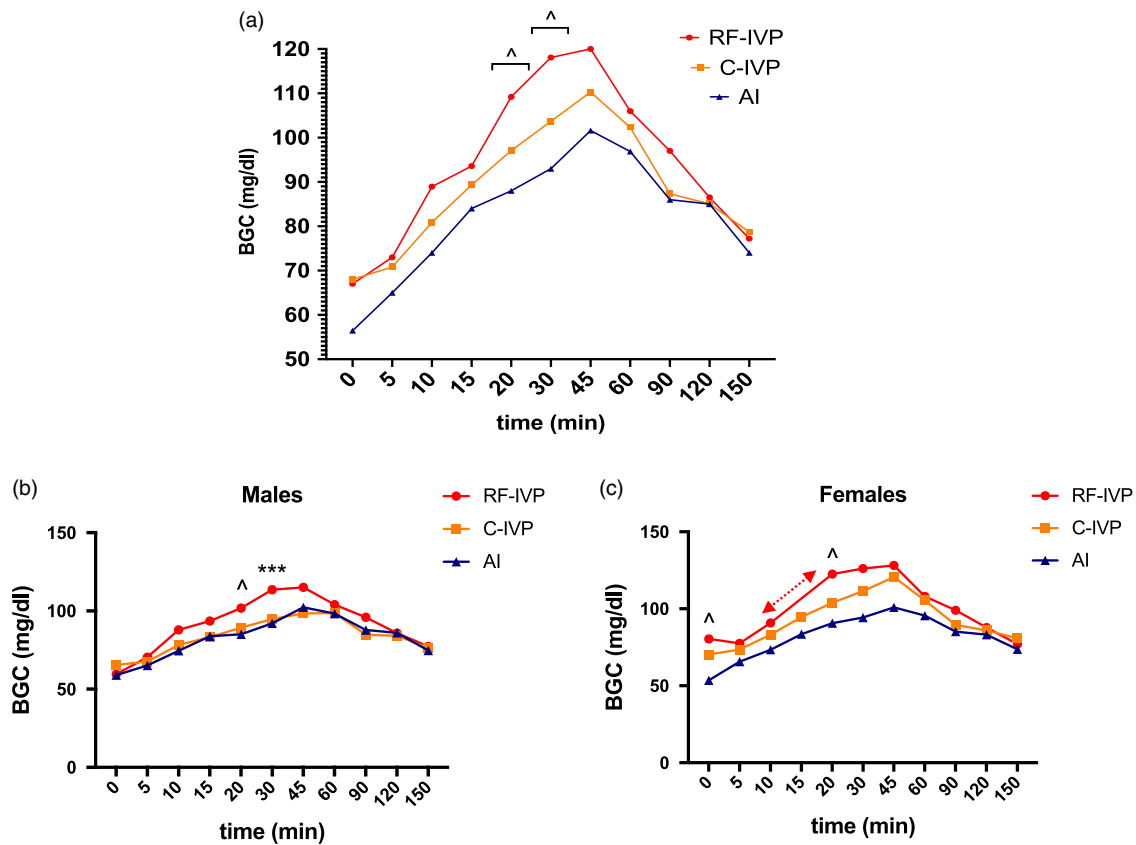 (a)
^
^
RF-IVP
C-IVP
AI
120
110
100
90
80
70
60
50
BGC (mg/dl)
0 5 10 15 20 30 45 60 90 120 150
time (min)
(b)
Males
RF-IVP
C-IVP
AI
150
100
50
0
BGC (mg/dl)
^ ***
0 5 10 15 20 30 45 60 90 120 150
time (min)
(c)
Females
RF-IVP
C-IVP
AI
150
100
50
0
BGC (mg/dl)
^
^
0 5 10 15 20 30 45 60 90 120 150
time (min)